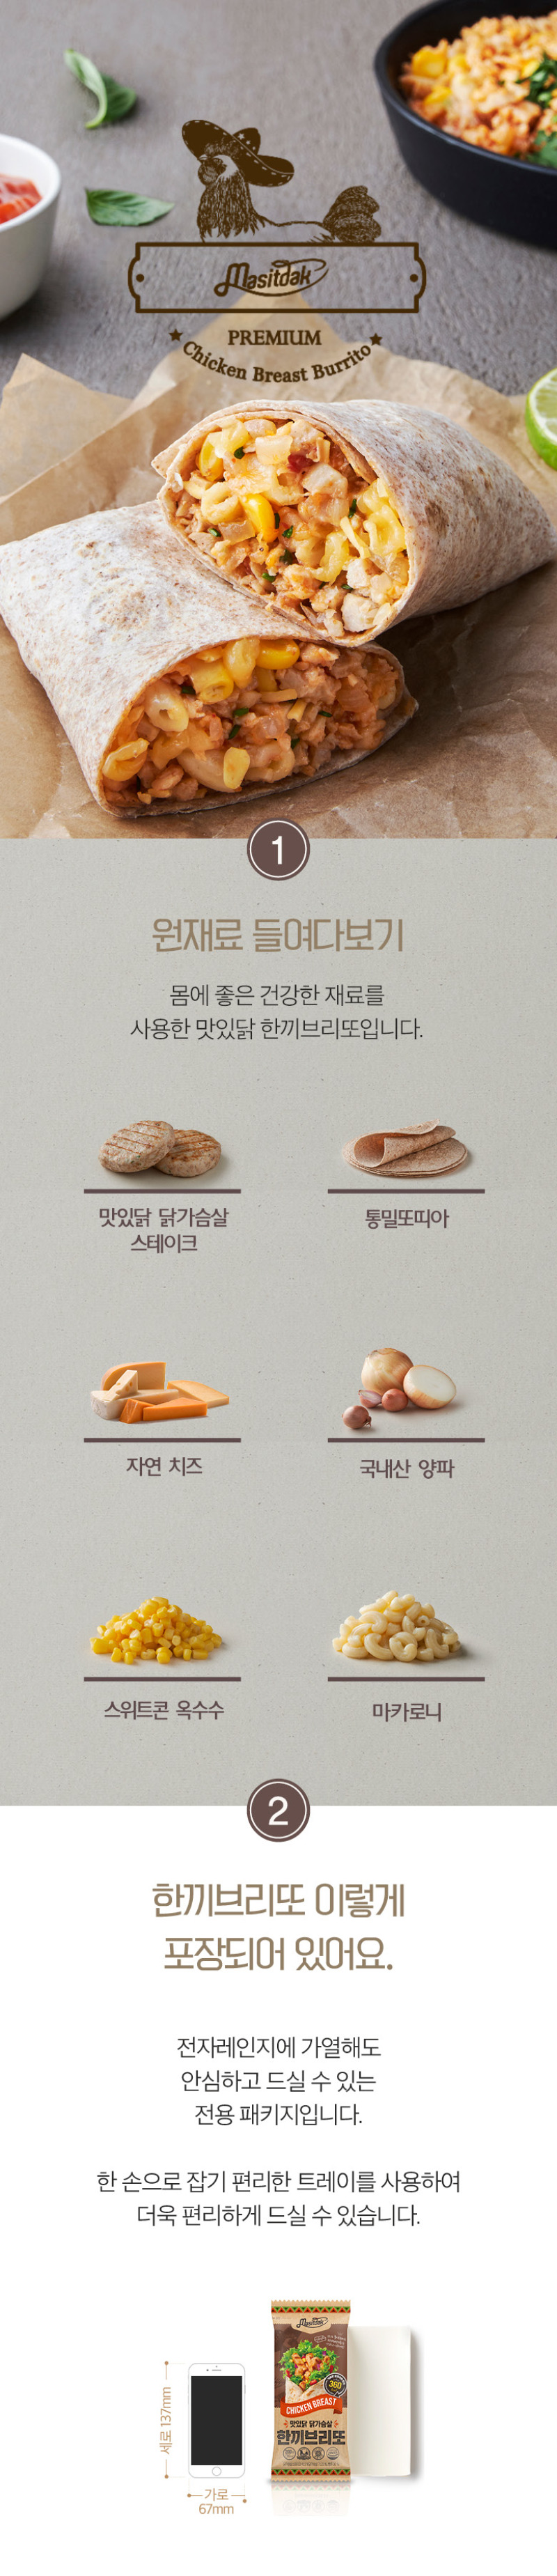 Masitdak
PREMIUM
Chicken Breast Burrito
1
원재료 들여다보기
몸에 좋은 건강한 재료를
사용한 맛있닭 한끼브리또입니다.
맛있닭 닭가슴살
스테이크
통밀또띠아
자연 치즈
국내산 양파
스위트콘 옥수수
마카로니
2
한끼브리또 이렇게
포장되어 있어요.
전자레인지에 가열해도
안심하고 드실 수 있는
전용 패키지입니다.
한 손으로 잡기 편리한 트레이를 사용하여
더욱 편리하게 드실 수 있습니다.
세로 137mm
가로
67mm
Masitdak
360
CHICKEN BREAST
맛있닭 닭가슴살
한끼브리또